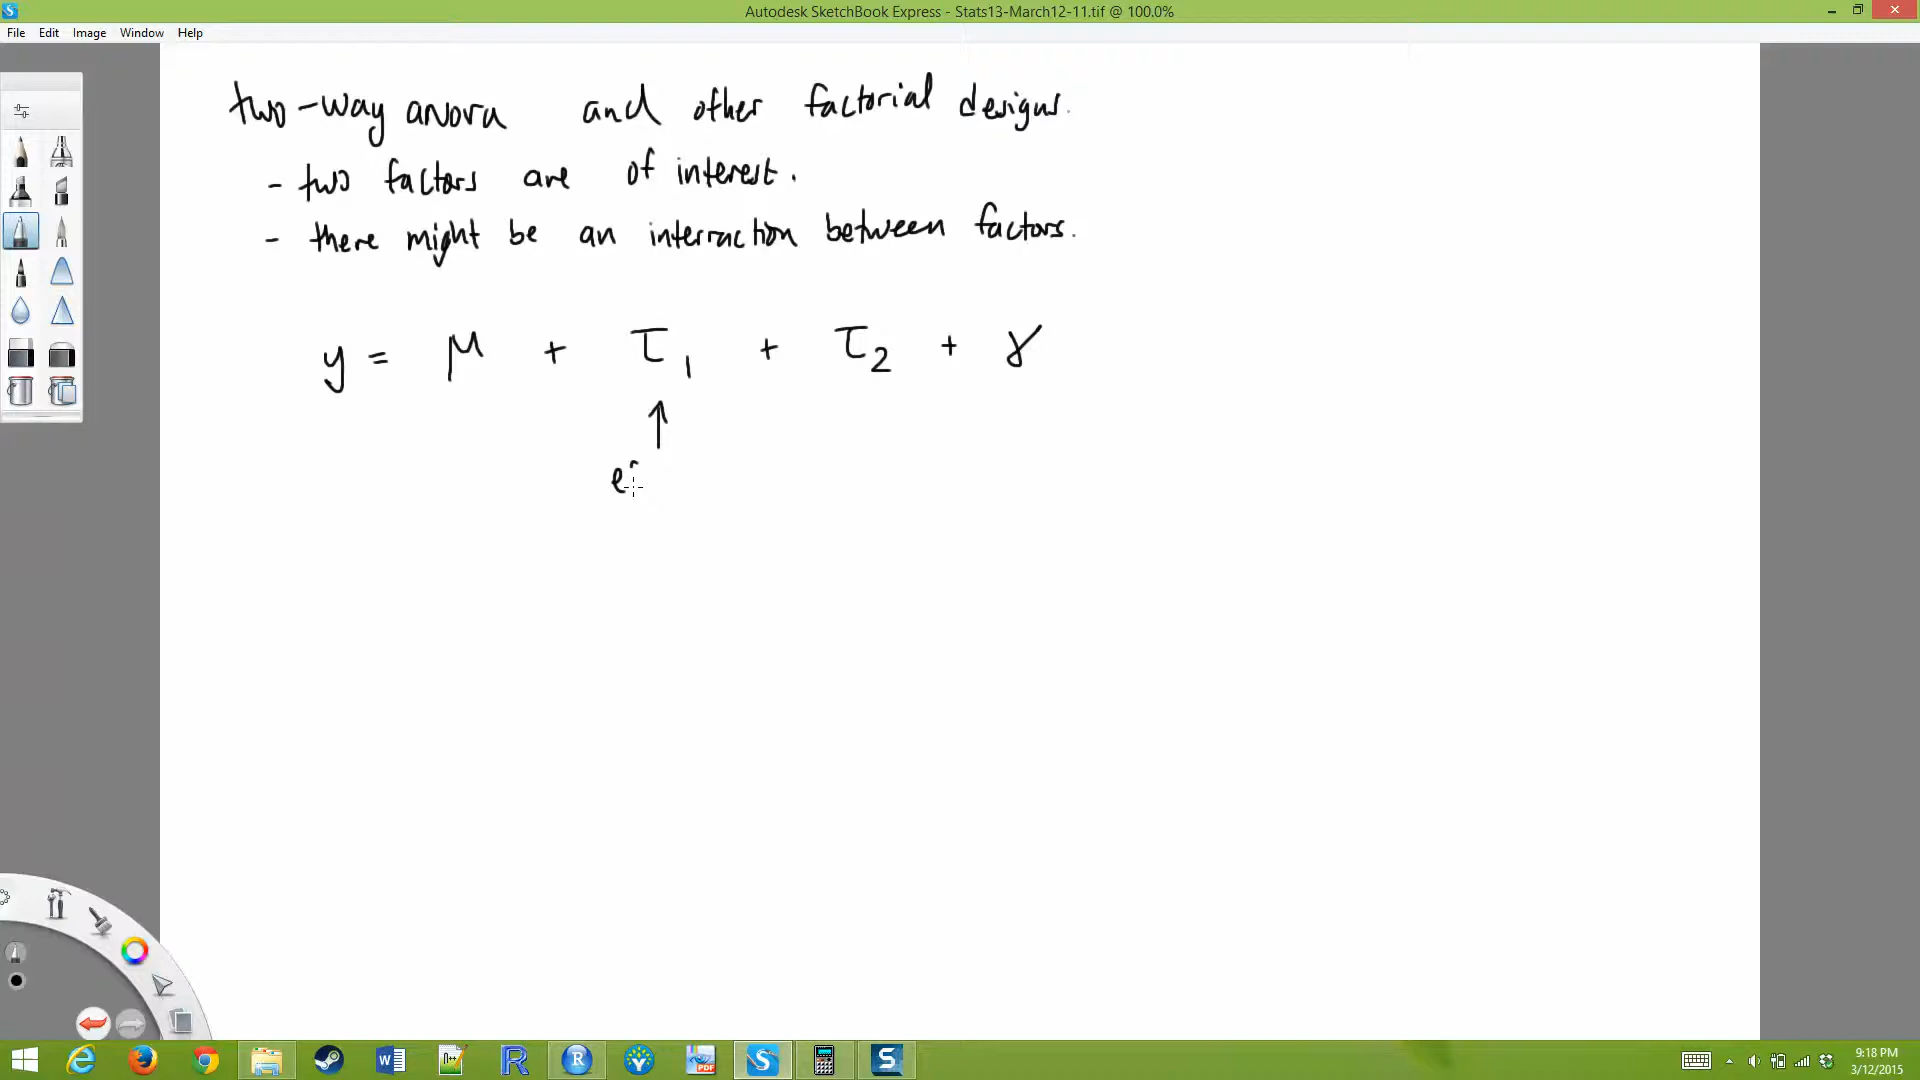 Autodesk SketchBook Express - Stats13-March12-11.tif @ 100.0%
File Edit Image Window Help
two-way anova and other factorial designs.
- two factors are of interest.
- there might be an interraction between factors.
y = μ + τ1 + τ2 + γ
↑
9:18 PM
3/12/2015